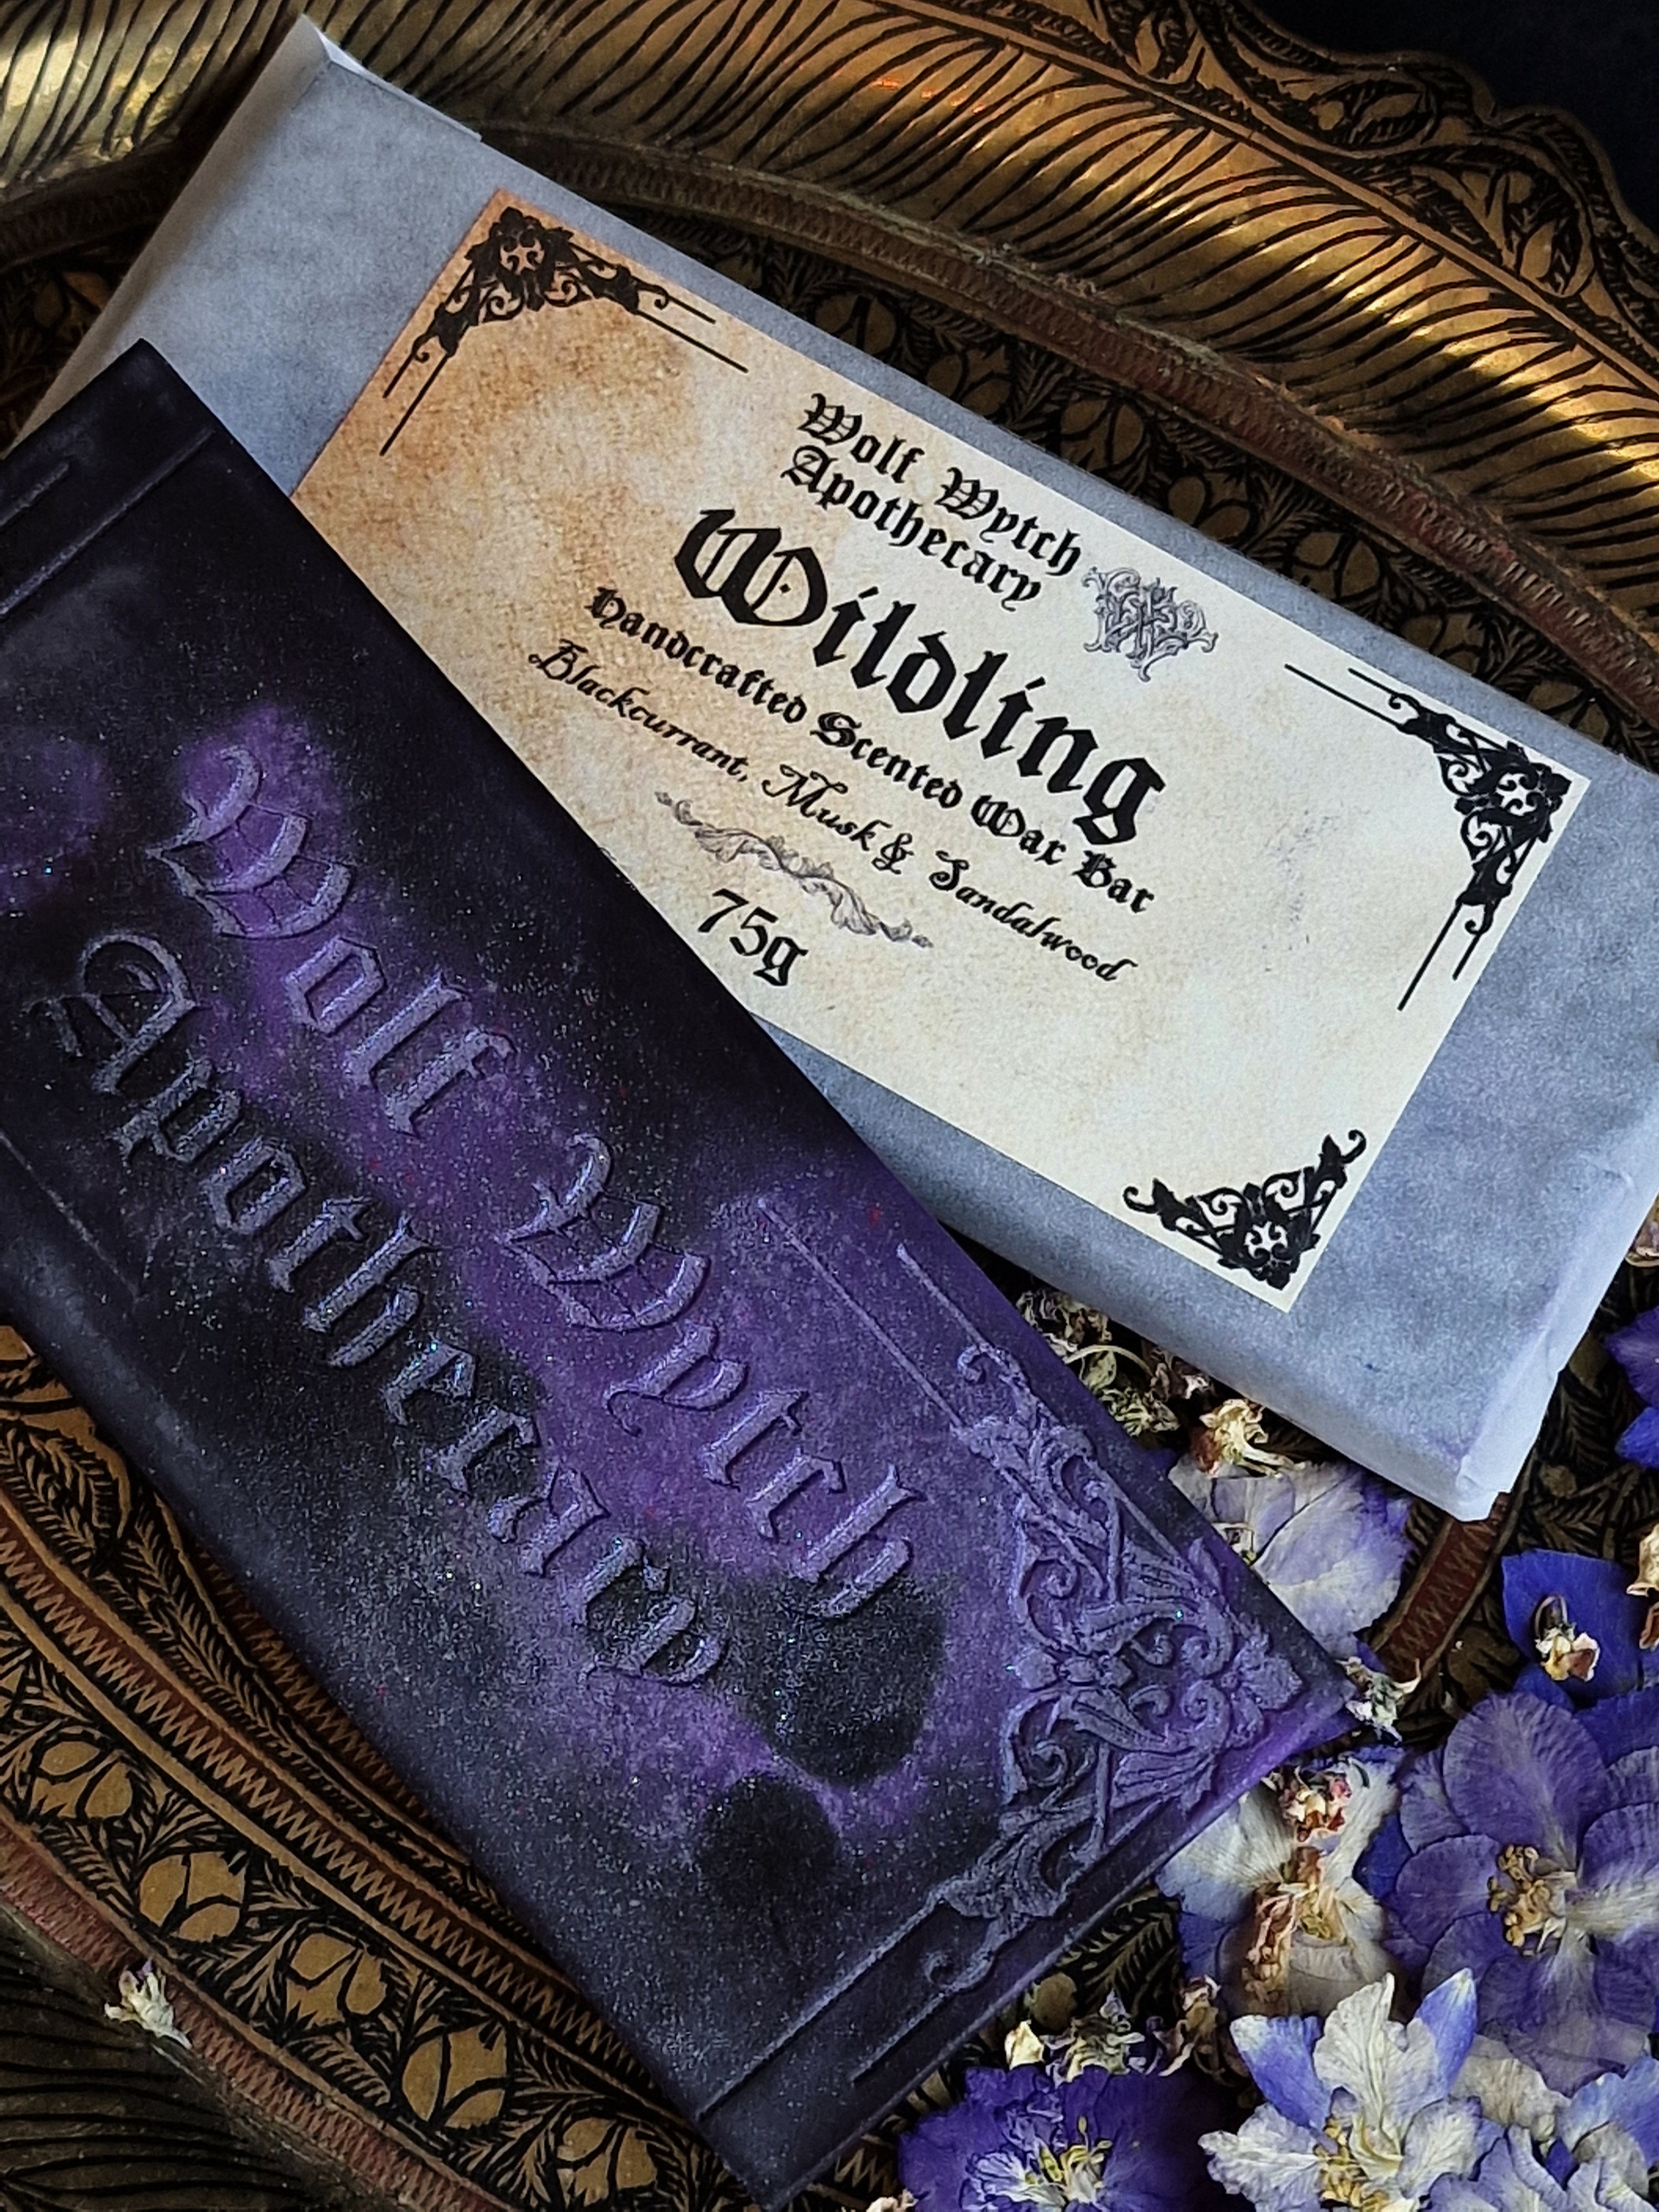 Wolf Wytch
Apothecary
Wildling
Handcrafted Scented Wax Bar
Blackcurrant, Musk & Sandalwood
75g
Wolf Wytch
Apothecary